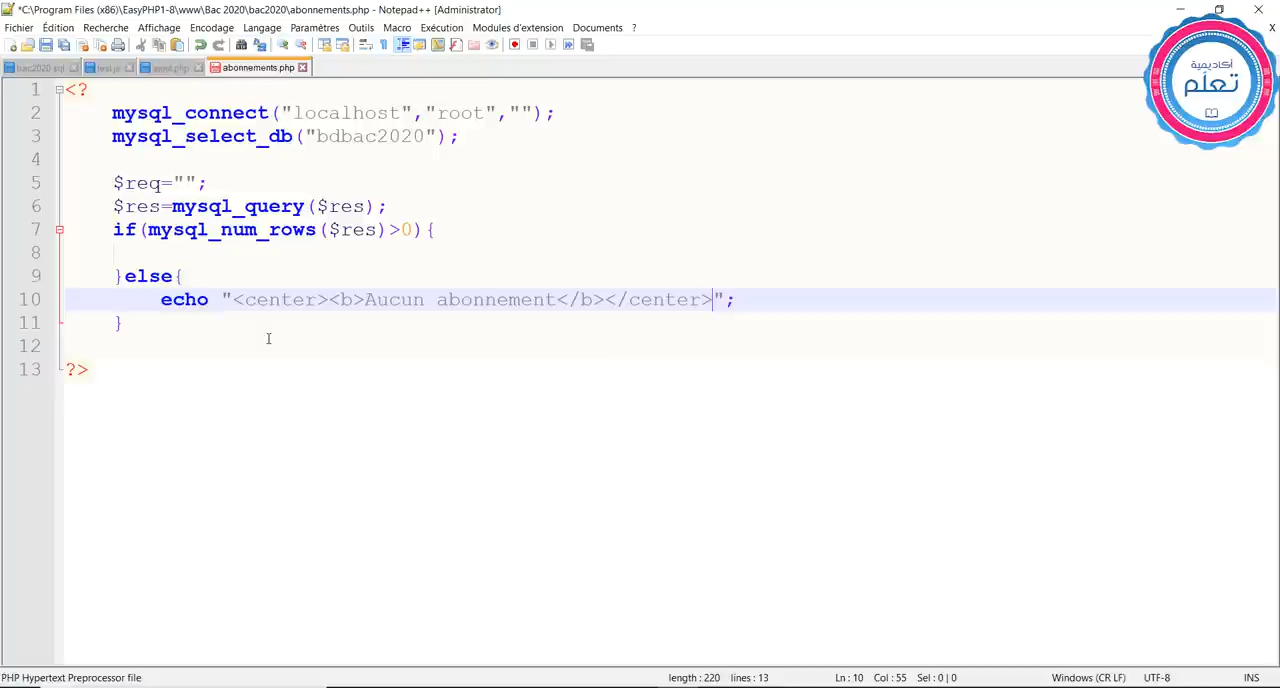 *C:\Program Files (x86)\EasyPHP1-8\www\Bac 2020\bac2020\abonnements.php - Notepad++ [Administrator]
Fichier Édition Recherche Affichage Encodage Langage Paramètres Outils Macro Exécution Modules d'extension Documents ?
X
bac2020.sql test.js ajout.php abonnements.php
أكاديمية
تعلم
1 <?
2 mysql_connect("localhost","root","");
3 mysql_select_db("bdbac2020");
4
5 $req="";
6 $res=mysql_query($res);
7 if(mysql_num_rows($res)>0){
8
9 }else{
10 echo "<center><b>Aucun abonnement</b></center>";
11 }
12
13 ?>
PHP Hypertext Preprocessor file length : 220 lines : 13 Ln : 10 Col : 55 Sel : 0 | 0 Windows (CR LF) UTF-8 INS